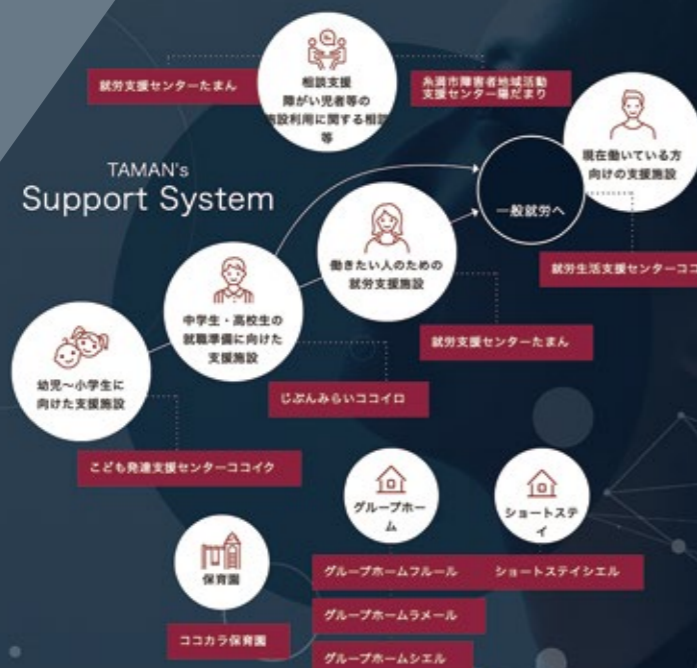 相談支援
障がい児者等の
施設利用に関する相談
等
就労支援センターたまん
糸満市障害者地域活動
支援センター陽だまり
TAMAN's
Support System
現在働いている方
向けの支援施設
一般就労へ
就労生活支援センターココ
働きたい人のための
就労支援施設
就労支援センターたまん
中学生・高校生の
就職準備に向けた
支援施設
じぶんみらいココイロ
幼児～小学生に
向けた支援施設
こども発達支援センターココイク
グループホー
ム
グループホームフルール
グループホームラメール
グループホームシエル
ショートステ
イ
ショートステイシエル
保育園
ココカラ保育園